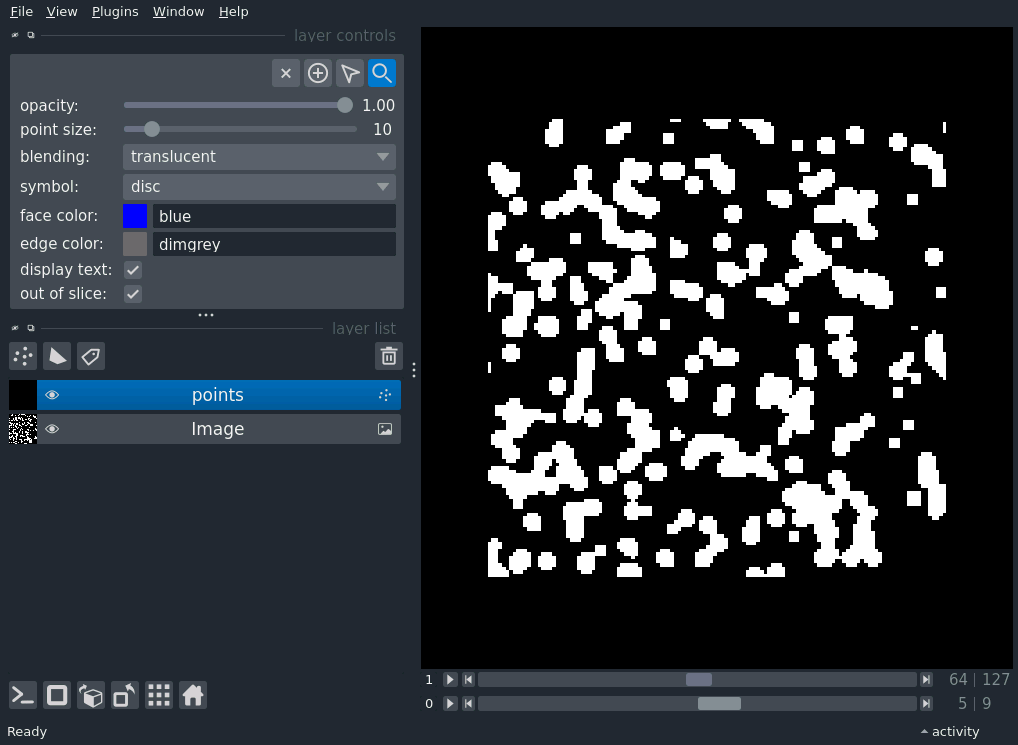 File View Plugins Window Help
layer controls
opacity: 1.00
point size: 10
blending: translucent
symbol: disc
face color: blue
edge color: dimgrey
display text:
out of slice:
layer list
points
Image
1 64 | 127
0 5 | 9
Ready activity